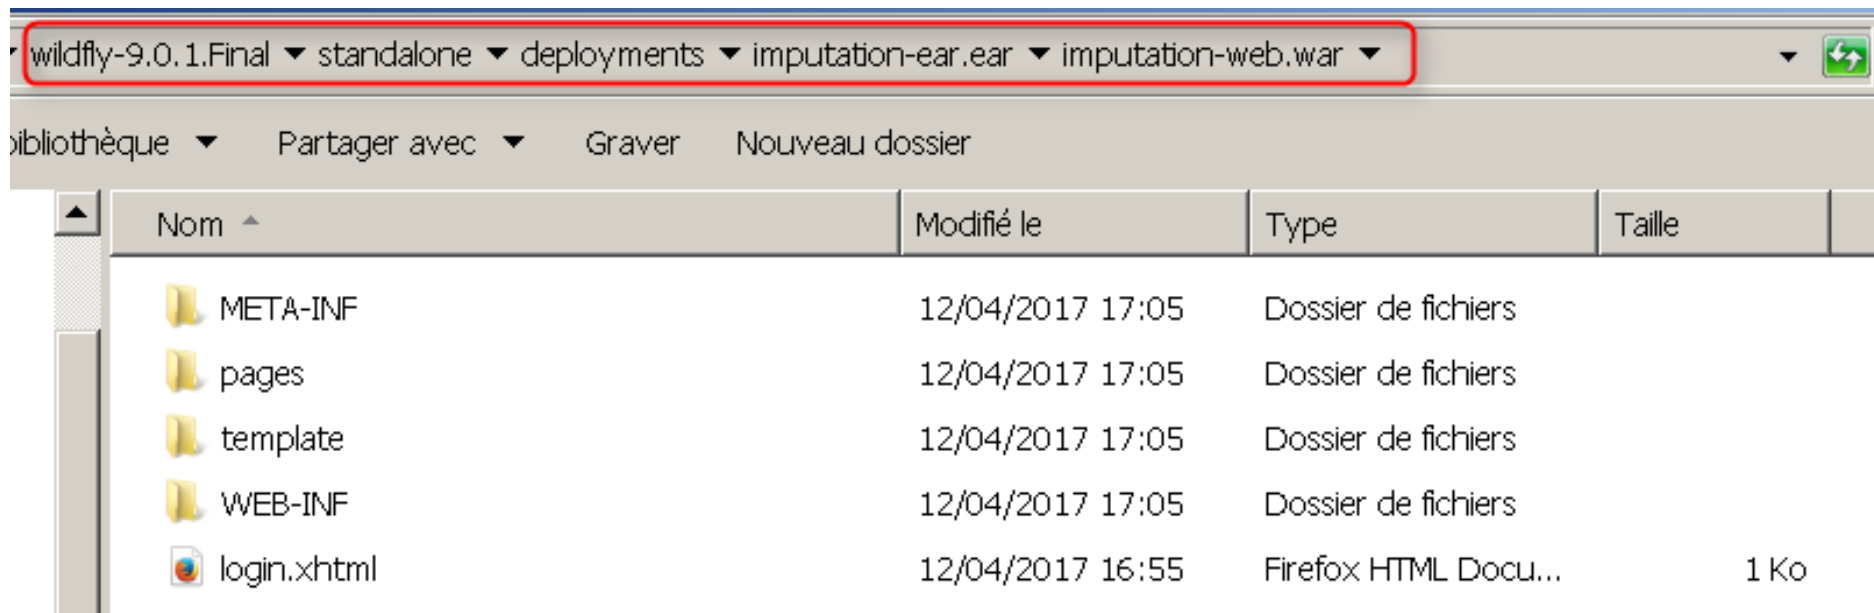 wildfly-9.0.1.Final standalone deployments imputation-ear.ear imputation-web.war
bibliothèque Partager avec Graver Nouveau dossier
Nom Modifié le Type Taille
META-INF 12/04/2017 17:05 Dossier de fichiers
pages 12/04/2017 17:05 Dossier de fichiers
template 12/04/2017 17:05 Dossier de fichiers
WEB-INF 12/04/2017 17:05 Dossier de fichiers
login.xhtml 12/04/2017 16:55 Firefox HTML Docu... 1 Ko